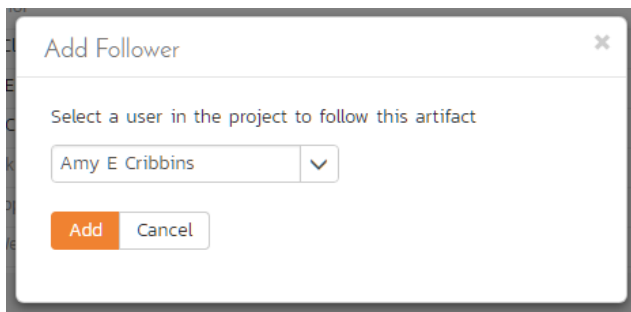 Add Follower
Select a user in the project to follow this artifact
Amy E Cribbins
Add Cancel